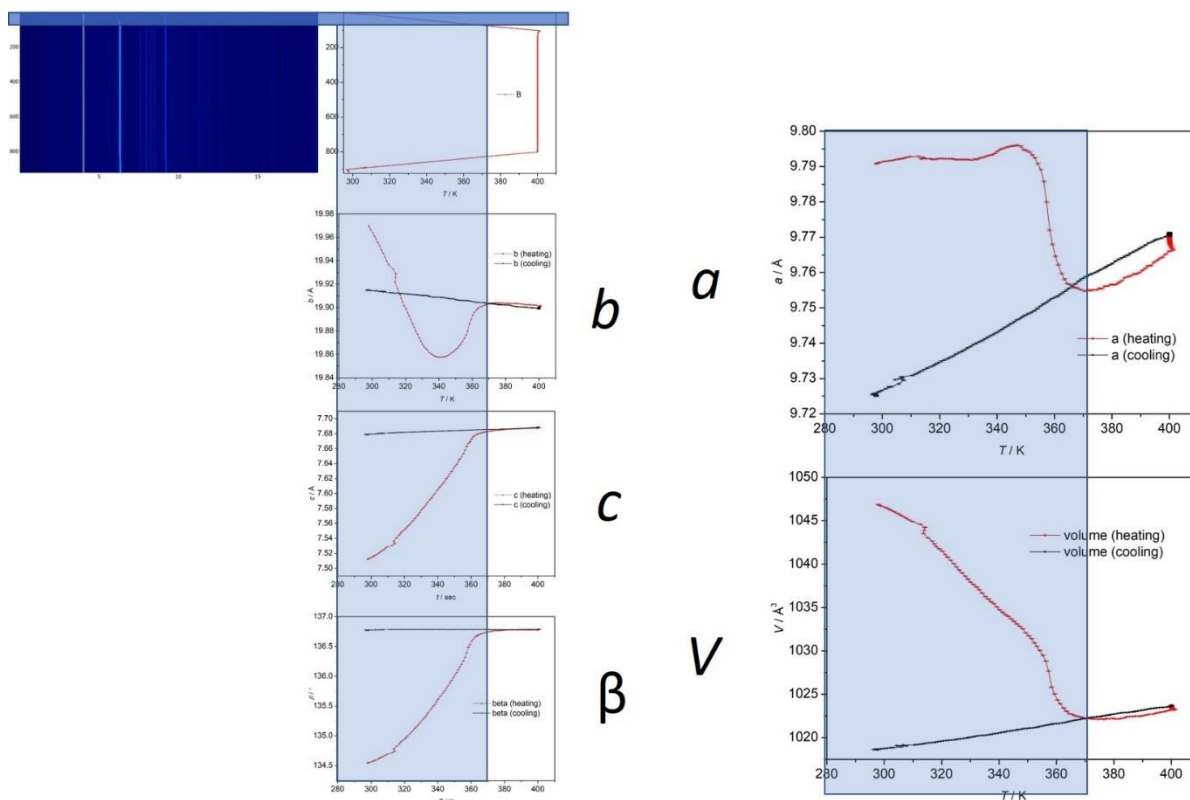 200
400
600
800
5 10 15
200
400
600
800
B
280 300 320 340 360 380 400
T / K
19.98
19.96
19.94
19.92
19.90
19.88
19.86
19.84
b / Å
b (heating)
b (cooling)
280 300 320 340 360 380 400
T / K
b
7.70
7.68
7.66
7.64
7.62
7.60
7.58
7.56
7.54
7.52
7.50
c / Å
c (heating)
c (cooling)
280 300 320 340 360 380 400
t / sec
c
137.0
136.5
136.0
135.5
135.0
134.5
β / °
beta (heating)
beta (cooling)
280 300 320 340 360 380 400
β
a
9.80
9.79
9.78
9.77
9.76
9.75
9.74
9.73
9.72
a / Å
a (heating)
a (cooling)
280 300 320 340 360 380 400
T / K
V
1050
1045
1040
1035
1030
1025
1020
V / Å³
volume (heating)
volume (cooling)
280 300 320 340 360 380 400
T / K